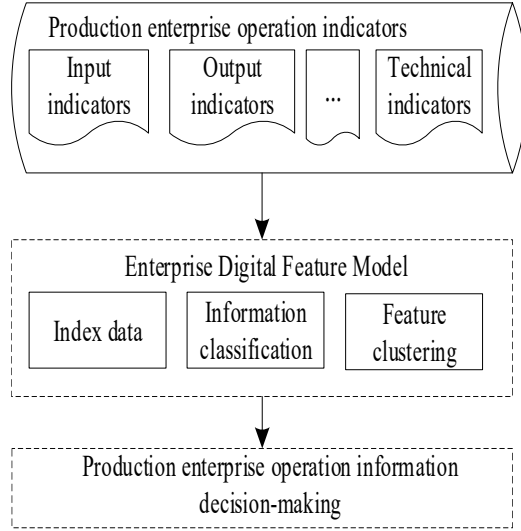 Production enterprise operation indicators
Input
indicators
Output
indicators
...
Technical
indicators
Enterprise Digital Feature Model
Index data
Information
classification
Feature
clustering
Production enterprise operation information
decision-making